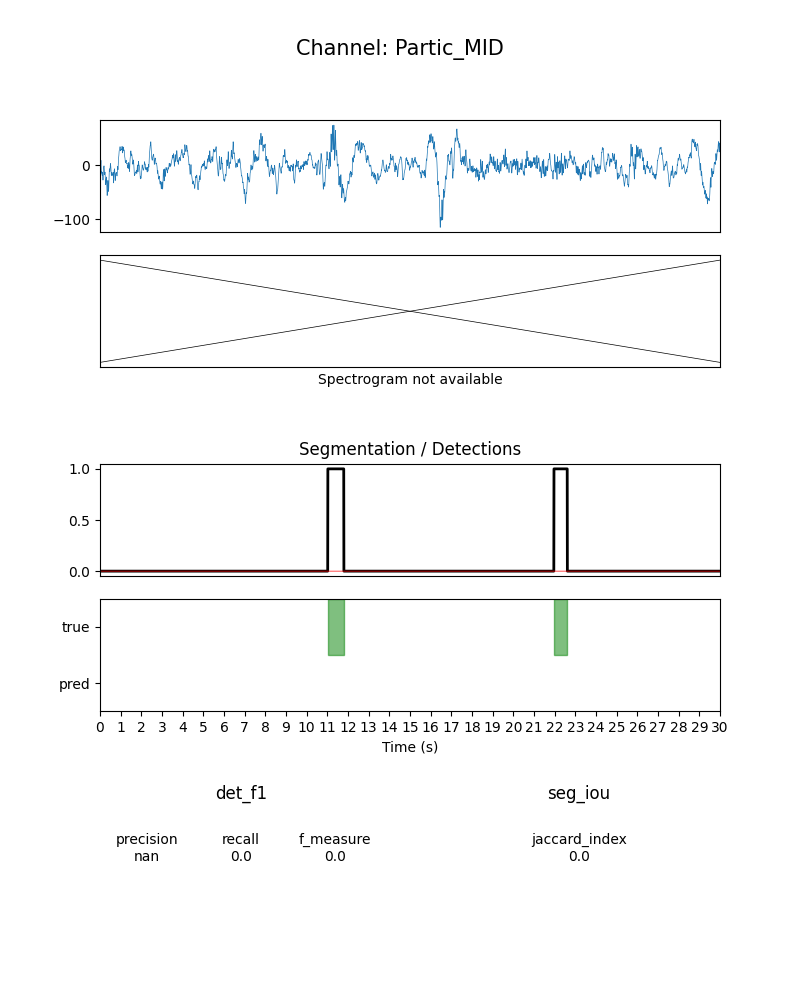 Channel: Partic_MID
0
−100
Spectrogram not available
Segmentation / Detections
1.0
0.5
0.0
true
pred
0 1 2 3 4 5 6 7 8 9 10 11 12 13 14 15 16 17 18 19 20 21 22 23 24 25 26 27 28 29 30
Time (s)
det_f1 seg_iou
precision recall f_measure jaccard_index
nan 0.0 0.0 0.0